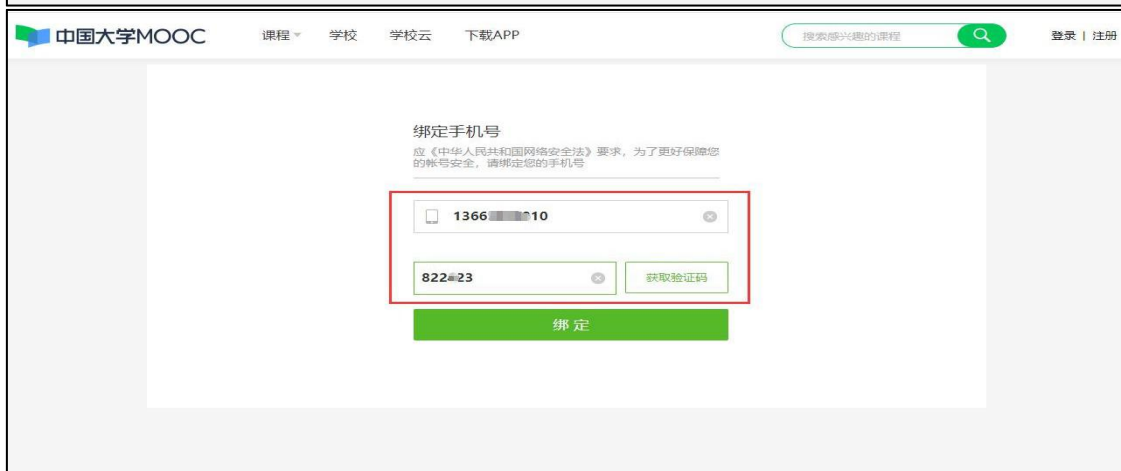 中国大学MOOC 课程 学校 学校云 下载APP 搜索感兴趣的课程 登录 | 注册
绑定手机号
应《中华人民共和国网络安全法》要求，为了更好保障您
的帐号安全，请绑定您的手机号
1366 10
822 23 获取验证码
绑 定